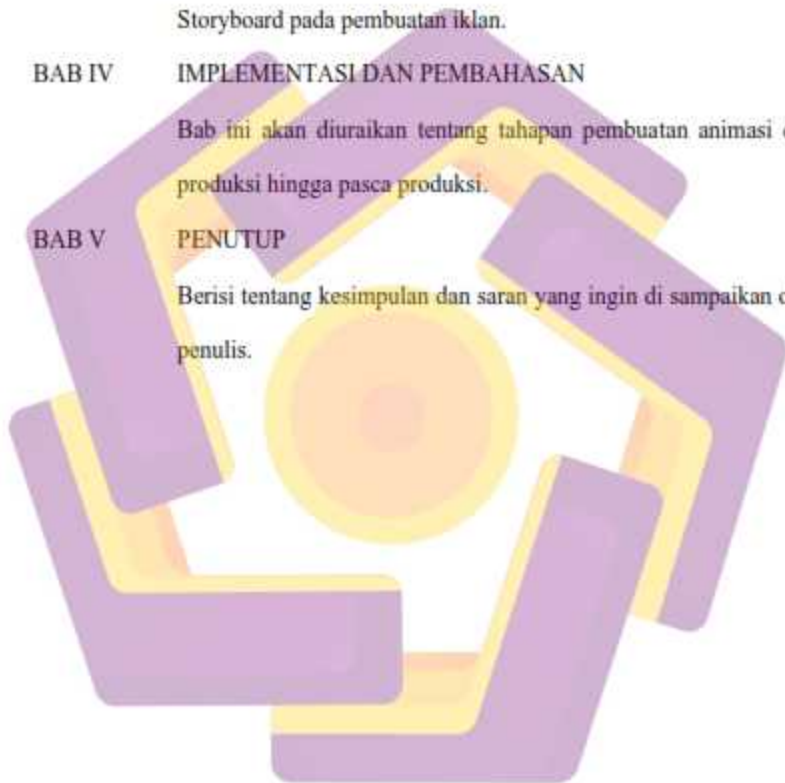 Storyboard pada pembuatan iklan.
BAB IV IMPLEMENTASI DAN PEMBAHASAN
Bab ini akan diuraikan tentang tahapan pembuatan animasi
produksi hingga pasca produksi.
BAB V PENUTUP
Berisi tentang kesimpulan dan saran yang ingin di sampaikan
penulis.